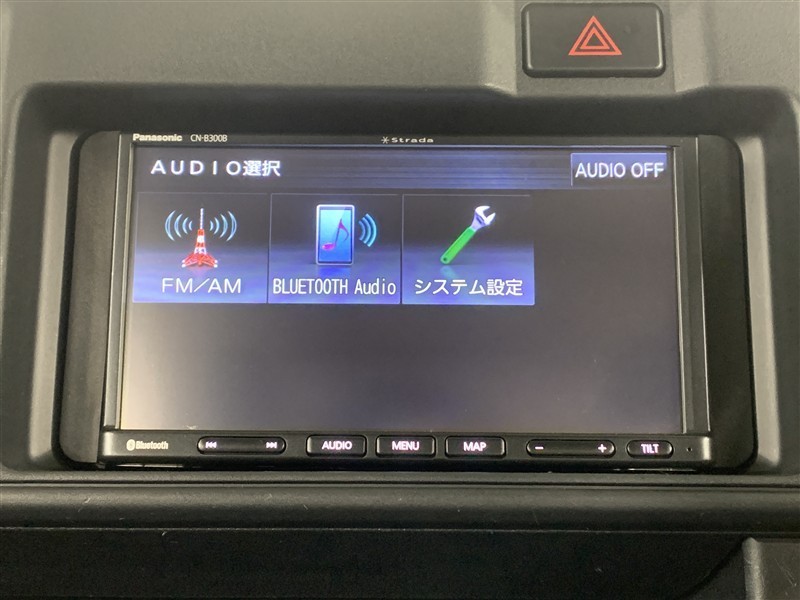 Panasonic CN-B300B
Strada
AUDIO選択
AUDIO OFF
FM/AM
BLUETOOTH Audio
システム設定
Bluetooth
AUDIO
MENU
MAP
− +
TILT